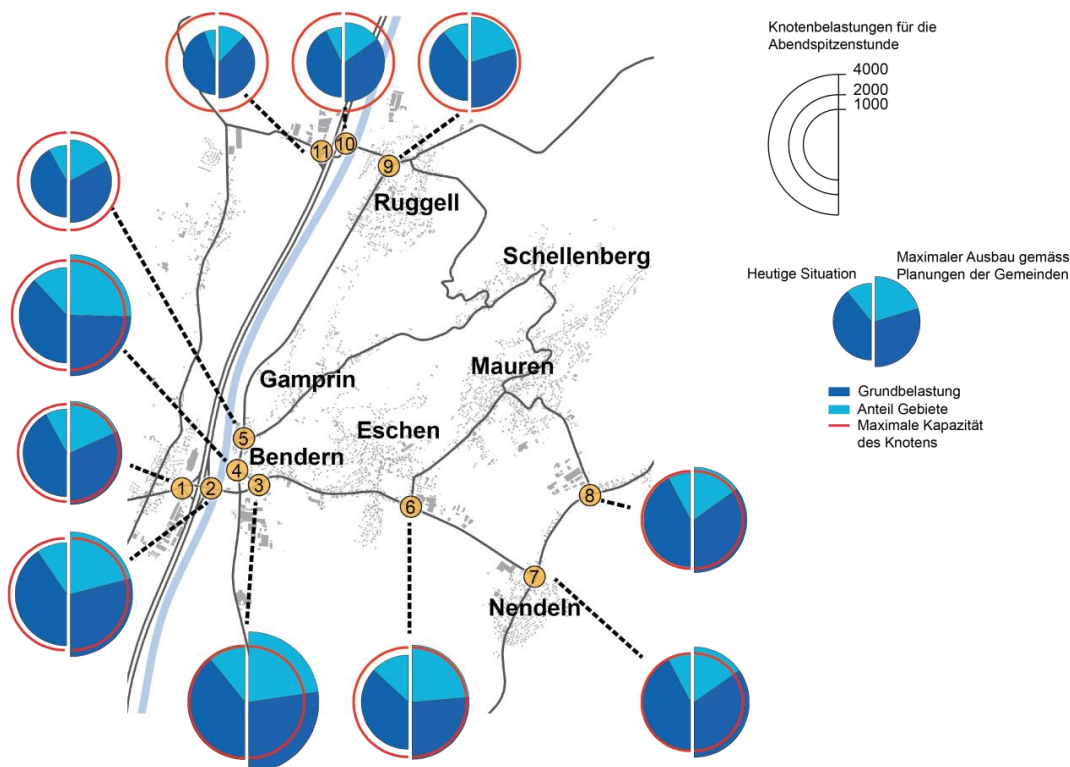 Knotenbelastungen für die
Abendspitzenstunde
4000
2000
1000
11
10
9
Ruggell
Schellenberg
Heutige Situation
Maximaler Ausbau gemäss
Planungen der Gemeinden
Mauren
Gamprin
Grundbelastung
Anteil Gebiete
Maximale Kapazität
des Knotens
Eschen
5
Bendern
4
3
1
2
8
6
7
Nendeln